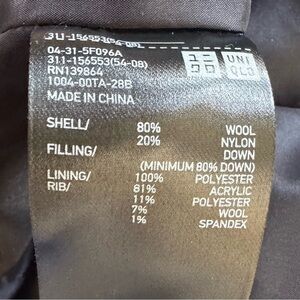 311-156553
04-31-5F096A
311-156553(54-08)
RN139864
1004-00TA-28B
MADE IN CHINA
UNI
QLO
SHELL/ 80% WOOL
20% NYLON
FILLING/ DOWN
(MINIMUM 80% DOWN)
LINING/ 100% POLYESTER
RIB/ 81% ACRYLIC
11% POLYESTER
7% WOOL
1% SPANDEX